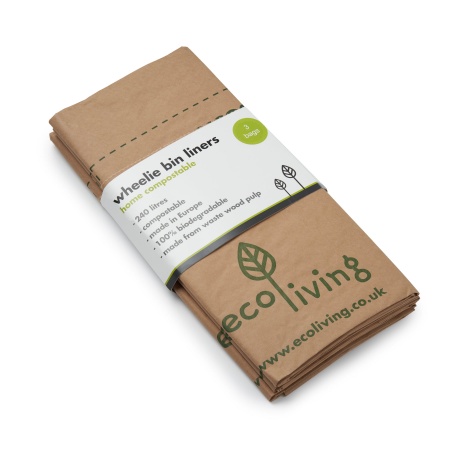 wheelie bin liners
home compostable
• 240 litres
• compostable
• made in Europe
• 100% biodegradable
• made from waste wood pulp
3
bags
ecoliving
www.ecoliving.co.uk